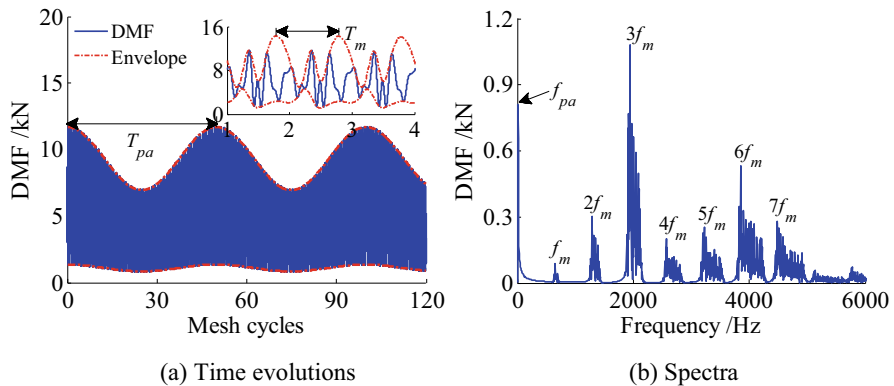 DMF
Envelope
20
15
10
5
0
DMF /kN
0 30 60 90 120
Mesh cycles
T_pa
16
8
16
1 2 3 4
T_m
(a) Time evolutions
1.2
0.9
0.6
0.3
0
DMF /kN
0 2000 4000 6000
Frequency /Hz
f_pa
f_m
2f_m
3f_m
4f_m
5f_m
6f_m
7f_m
(b) Spectra